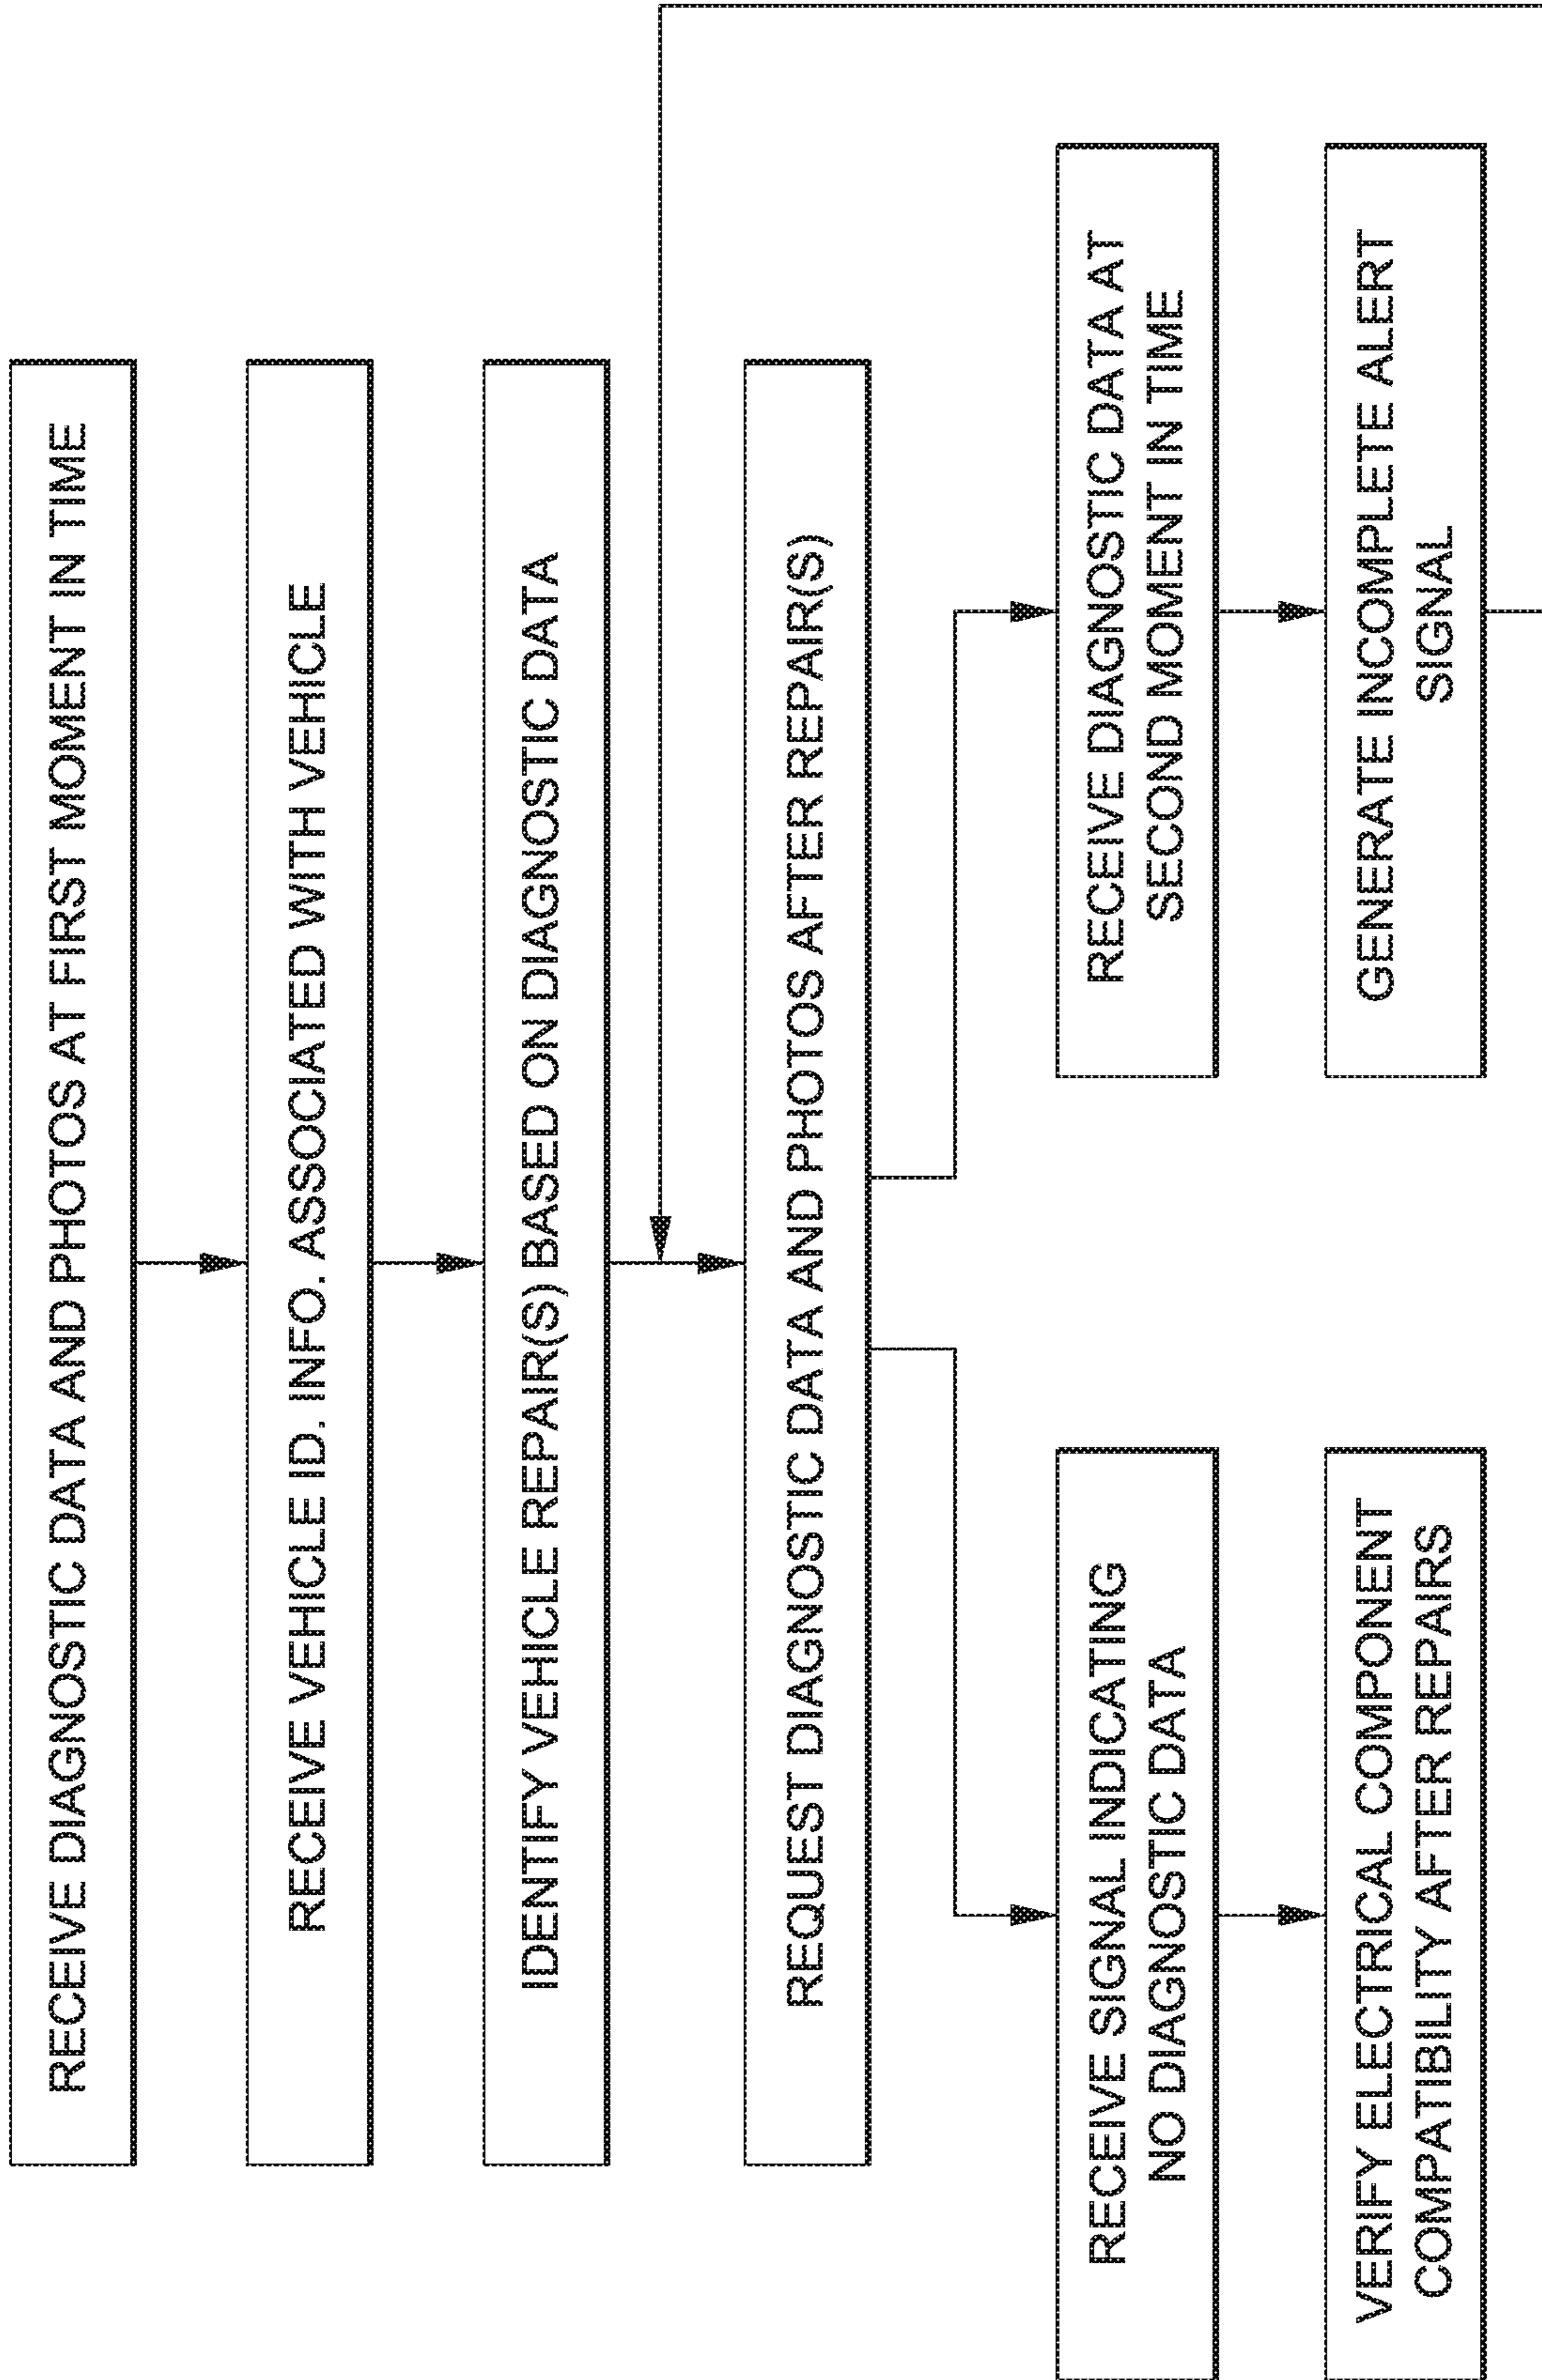 RECEIVE DIAGNOSTIC DATA AND PHOTOS AT FIRST MOMENT IN TIME
RECEIVE VEHICLE ID. INFO. ASSOCIATED WITH VEHICLE
IDENTIFY VEHICLE REPAIR(S) BASED ON DIAGNOSTIC DATA
REQUEST DIAGNOSTIC DATA AND PHOTOS AFTER REPAIR(S)
RECEIVE SIGNAL INDICATING
NO DIAGNOSTIC DATA
VERIFY ELECTRICAL COMPONENT
COMPATIBILITY AFTER REPAIRS
RECEIVE DIAGNOSTIC DATA AT
SECOND MOMENT IN TIME
GENERATE INCOMPLETE ALERT
SIGNAL